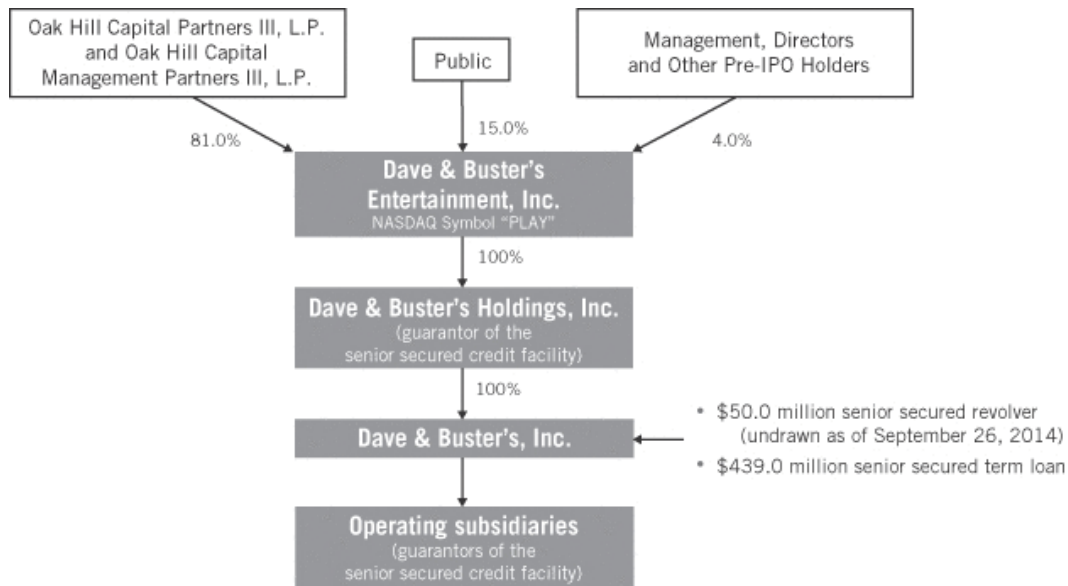 Oak Hill Capital Partners III, L.P.
and Oak Hill Capital
Management Partners III, L.P.
Public
Management, Directors
and Other Pre-IPO Holders
81.0%
15.0%
4.0%
Dave & Buster's
Entertainment, Inc.
NASDAQ Symbol "PLAY"
100%
Dave & Buster's Holdings, Inc.
(guarantor of the
senior secured credit facility)
100%
Dave & Buster's, Inc.
• $50.0 million senior secured revolver
(undrawn as of September 26, 2014)
• $439.0 million senior secured term loan
Operating subsidiaries
(guarantors of the
senior secured credit facility)